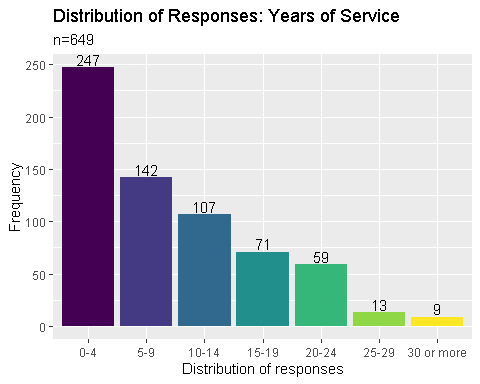 Distribution of Responses: Years of Service
n=649
Frequency
250
200
150
100
50
0
247
142
107
71
59
13
9
0-4 5-9 10-14 15-19 20-24 25-29 30 or more
Distribution of responses